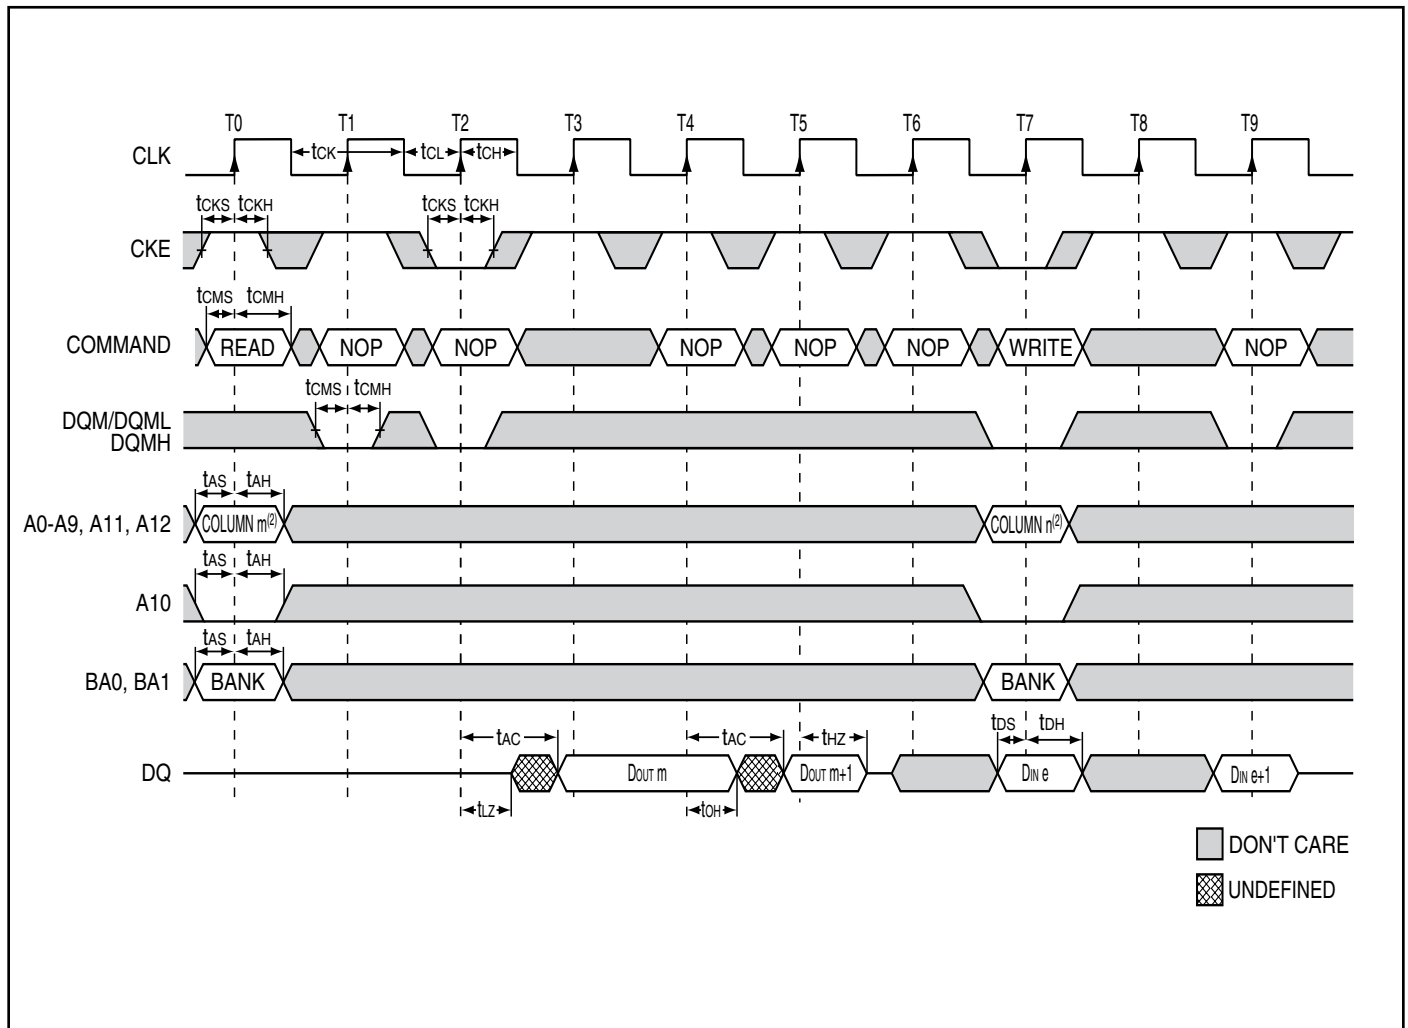 T0 T1 T2 T3 T4 T5 T6 T7 T8 T9
CLK tCK tCL tCH
tCKS tCKH tCKS tCKH
CKE
tCMS tCMH
COMMAND READ NOP NOP NOP NOP NOP WRITE NOP
tCMS tCMH
DQM/DQML
DQMH
tAS tAH
A0-A9, A11, A12 COLUMN m(2) COLUMN n(2)
tAS tAH
A10
tAS tAH
BA0, BA1 BANK BANK
tAC tAC tHZ tDS tDH
DQ DOUT m DOUT m+1 DIN e DIN e+1
tLZ tOH
DON'T CARE
UNDEFINED